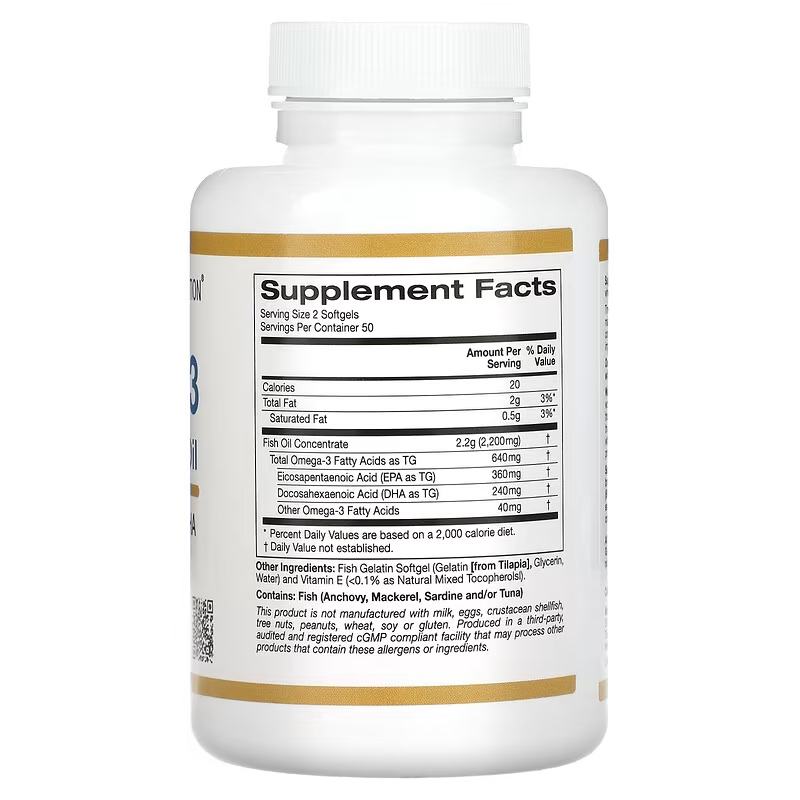 TION®
3
Oil
Supplement Facts
Serving Size 2 Softgels
Servings Per Container 50
Amount Per Serving % Daily Value
Calories 20
Total Fat 2g 3%*
Saturated Fat 0.5g 3%*
Fish Oil Concentrate 2.2g (2,200mg) †
Total Omega-3 Fatty Acids as TG 640mg †
Eicosapentaenoic Acid (EPA as TG) 360mg †
Docosahexaenoic Acid (DHA as TG) 240mg †
Other Omega-3 Fatty Acids 40mg †
* Percent Daily Values are based on a 2,000 calorie diet.
† Daily Value not established.
Other Ingredients: Fish Gelatin Softgel (Gelatin [from Tilapia], Glycerin,
Water) and Vitamin E (<0.1% as Natural Mixed Tocopherolsl).
Contains: Fish (Anchovy, Mackerel, Sardine and/or Tuna)
This product is not manufactured with milk, eggs, crustacean shellfish,
tree nuts, peanuts, wheat, soy or gluten. Produced in a third-party,
audited and registered cGMP compliant facility that may process other
products that contain these allergens or ingredients.